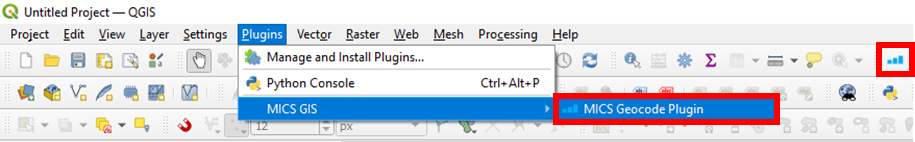 Untitled Project — QGIS
Project Edit View Layer Settings Plugins Vector Raster Database Web Mesh Processing Help
Manage and Install Plugins...
Python Console Ctrl+Alt+P
MICS GIS MICS Geocode Plugin
12 px